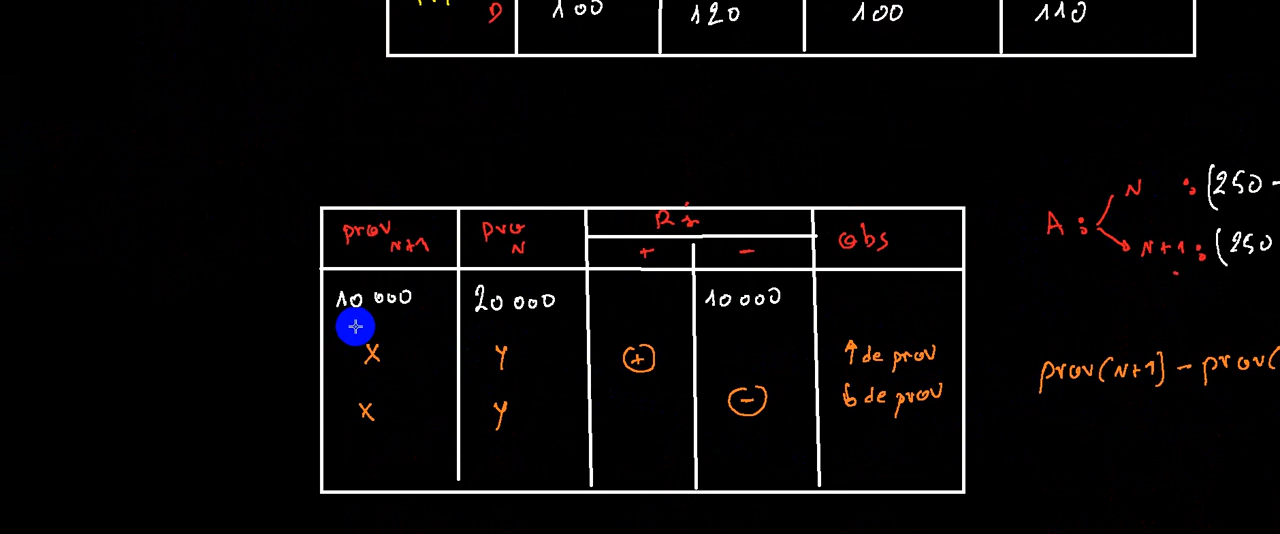 D 100 120 100 110
prov N+1 prov N Rés obs
+ -
10 000 20 000 10 000
X Y + ↑ de prov
X Y - ↓ de prov
A : N : (250 -
N+1 : (250
prov(N+1) - prov(